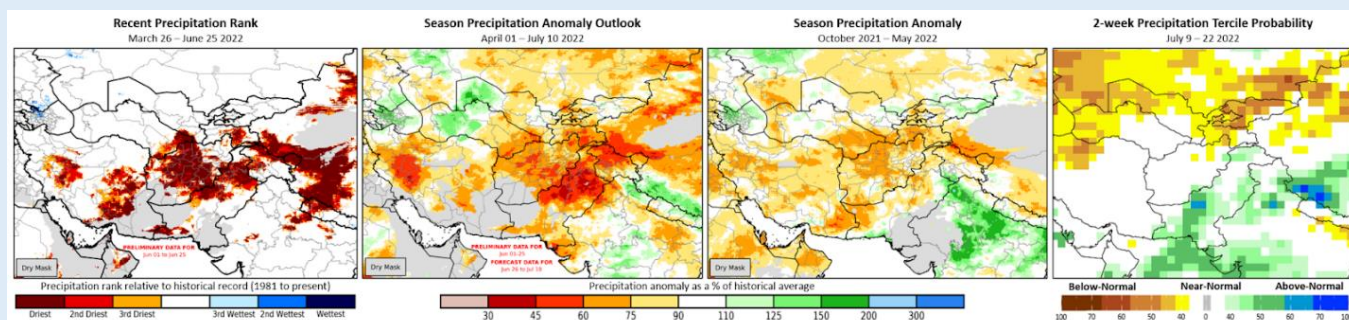 Recent Precipitation Rank
March 26 – June 25 2022
PRELIMINARY DATA FOR
Jun 01 to Jun 25
Dry Mask
Precipitation rank relative to historical record (1981 to present)
Driest 2nd Driest 3rd Driest 3rd Wettest 2nd Wettest Wettest
Season Precipitation Anomaly Outlook
April 01 – July 10 2022
PRELIMINARY DATA FOR
Jun 01-25
FORECAST DATA FOR
Jun 26 to Jul 10
Dry Mask
Season Precipitation Anomaly
October 2021 – May 2022
Dry Mask
Precipitation anomaly as a % of historical average
30 45 60 75 90 110 125 150 200 300
2-week Precipitation Tercile Probability
July 9 – 22 2022
Below-Normal Near-Normal Above-Normal
100 70 60 50 40 0 40 50 60 70